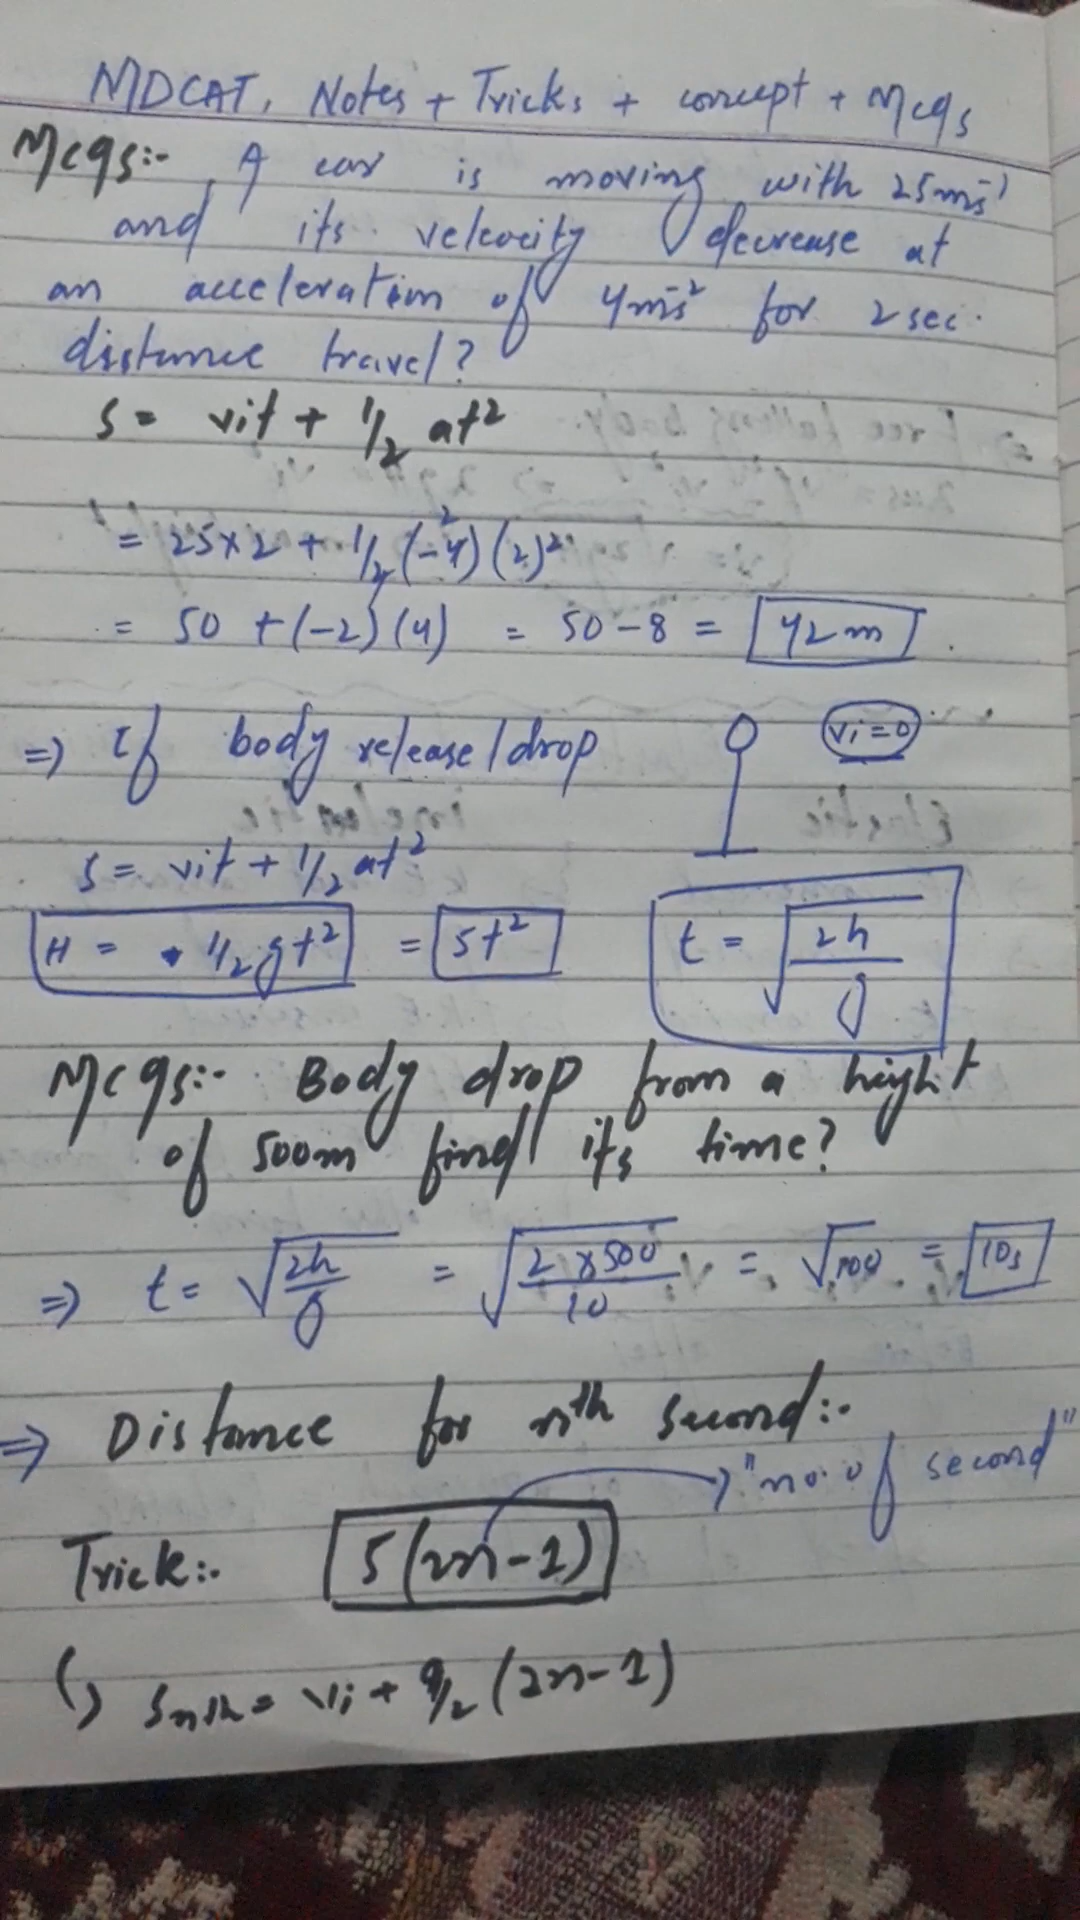 MDCAT, Notes + Tricks + concept + Mcqs
Mcqs:- A car is moving with 25ms⁻¹
and its velocity decrease at
an acceleration of 4ms⁻² for 2 sec.
distance travel?
S = vit + 1/2 at²
= 25×2 + 1/2 (-4) (2)²
= 50 + (-2) (4) = 50 - 8 = 42 m
⇒ If body release/drop vi=0
S = vit + 1/2 at²
H = 1/2 gt² = 5t² t = √2h/g
Mcqs:- Body drop from a height
of 500m find its time?
⇒ t = √2h/g = √2×500/10 = √100 = 10s
⇒ Distance for nth second:-
"no. of second"
Trick:- 5(2n-1)
↳ Snth = vi + a/2 (2n-1)